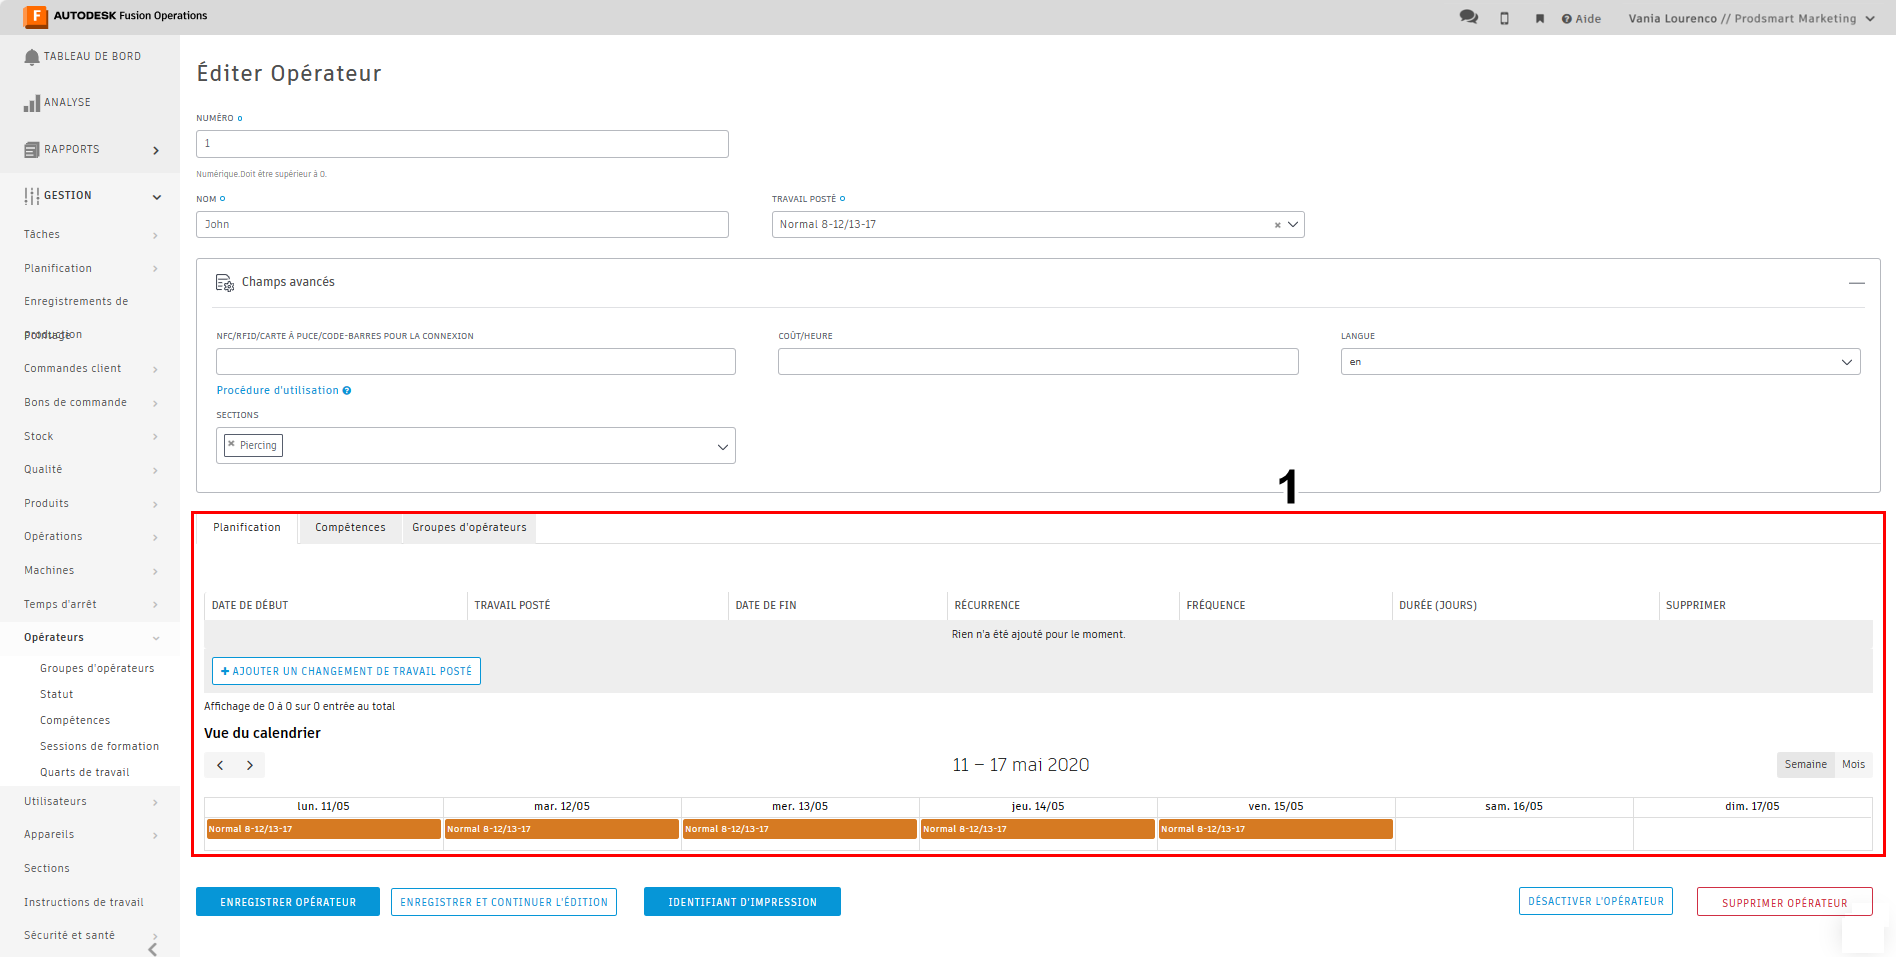 AUTODESK Fusion Operations
Aide
Vania Lourenco // Prodsmart Marketing
TABLEAU DE BORD
ANALYSE
RAPPORTS
GESTION
Tâches
Planification
Enregistrements de
production
Pointage
Commandes client
Bons de commande
Stock
Qualité
Produits
Opérations
Machines
Temps d'arrêt
Opérateurs
Groupes d'opérateurs
Statut
Compétences
Sessions de formation
Quarts de travail
Utilisateurs
Appareils
Sections
Instructions de travail
Sécurité et santé
Éditer Opérateur
NUMÉRO
1
Numérique.Doit être supérieur à 0.
NOM
John
TRAVAIL POSTÉ
Normal 8-12/13-17
Champs avancés
NFC/RFID/CARTE À PUCE/CODE-BARRES POUR LA CONNEXION
COÛT/HEURE
LANGUE
en
Procédure d'utilisation
SECTIONS
Piercing
1
Planification Compétences Groupes d'opérateurs
DATE DE DÉBUT TRAVAIL POSTÉ DATE DE FIN RÉCURRENCE FRÉQUENCE DURÉE (JOURS) SUPPRIMER
Rien n'a été ajouté pour le moment.
+ AJOUTER UN CHANGEMENT DE TRAVAIL POSTÉ
Affichage de 0 à 0 sur 0 entrée au total
Vue du calendrier
11 – 17 mai 2020
Semaine Mois
lun. 11/05 mar. 12/05 mer. 13/05 jeu. 14/05 ven. 15/05 sam. 16/05 dim. 17/05
Normal 8-12/13-17 Normal 8-12/13-17 Normal 8-12/13-17 Normal 8-12/13-17 Normal 8-12/13-17
ENREGISTRER OPÉRATEUR ENREGISTRER ET CONTINUER L'ÉDITION IDENTIFIANT D'IMPRESSION DÉSACTIVER L'OPÉRATEUR SUPPRIMER OPÉRATEUR